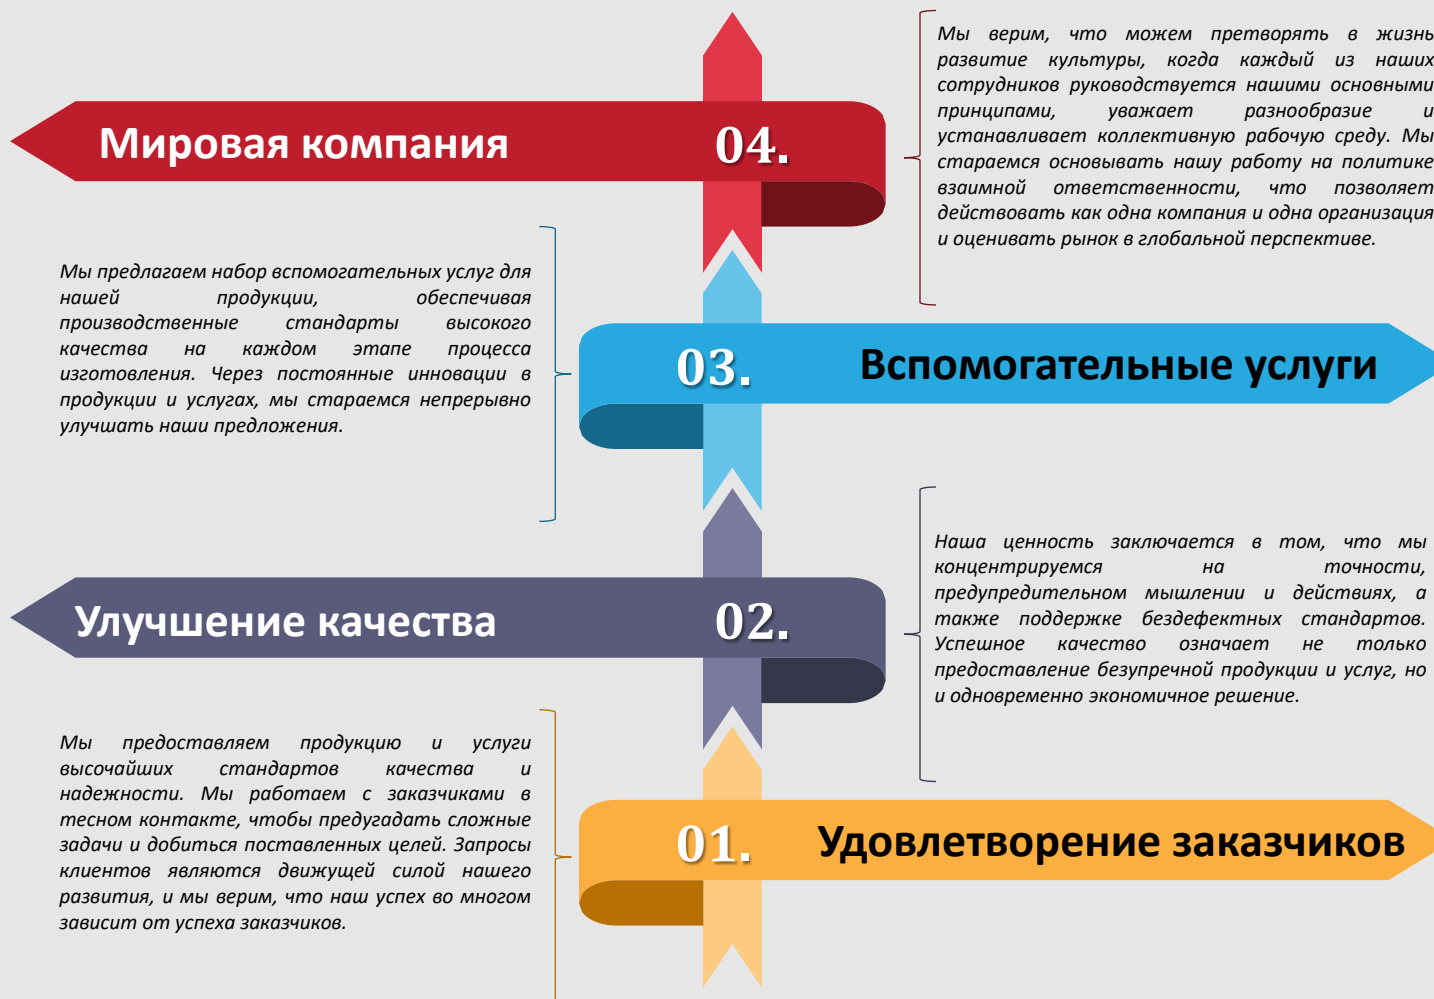 Мировая компания
04.
Мы верим, что можем претворять в жизнь
развитие культуры, когда каждый из наших
сотрудников руководствуется нашими основными
принципами, уважает разнообразие и
устанавливает коллективную рабочую среду. Мы
стараемся основывать нашу работу на политике
взаимной ответственности, что позволяет
действовать как одна компания и одна организация
и оценивать рынок в глобальной перспективе.
Мы предлагаем набор вспомогательных услуг для
нашей продукции, обеспечивая
производственные стандарты высокого
качества на каждом этапе процесса
изготовления. Через постоянные инновации в
продукции и услугах, мы стараемся непрерывно
улучшать наши предложения.
03.
Вспомогательные услуги
Улучшение качества
02.
Наша ценность заключается в том, что мы
концентрируемся на точности,
предупредительном мышлении и действиях, а
также поддержке бездефектных стандартов.
Успешное качество означает не только
предоставление безупречной продукции и услуг, но
и одновременно экономичное решение.
Мы предоставляем продукцию и услуги
высочайших стандартов качества и
надежности. Мы работаем с заказчиками в
тесном контакте, чтобы предугадать сложные
задачи и добиться поставленных целей. Запросы
клиентов являются движущей силой нашего
развития, и мы верим, что наш успех во многом
зависит от успеха заказчиков.
01.
Удовлетворение заказчиков